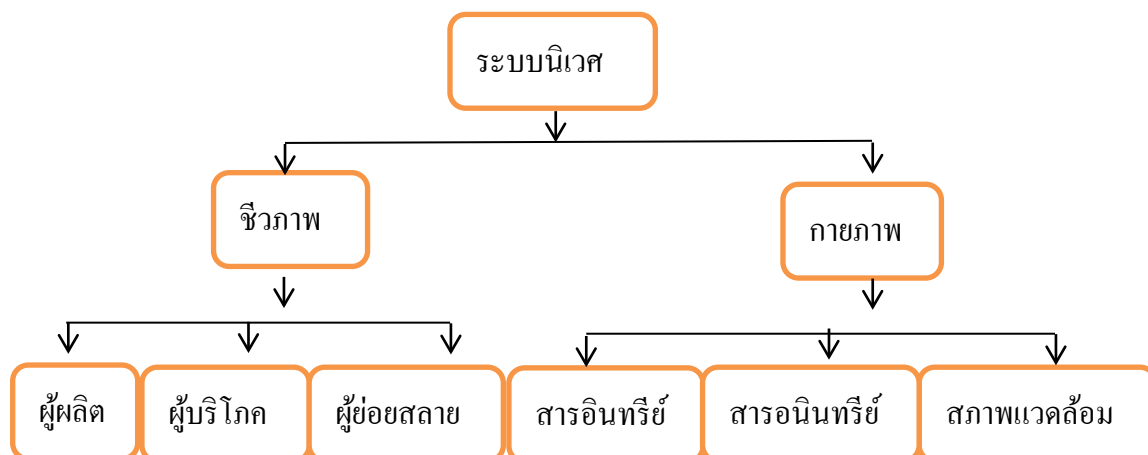 ระบบนิเวศ
ชีวภาพ
กายภาพ
ผู้ผลิต
ผู้บริโภค
ผู้ย่อยสลาย
สารอินทรีย์
สารอนินทรีย์
สภาพแวดล้อม